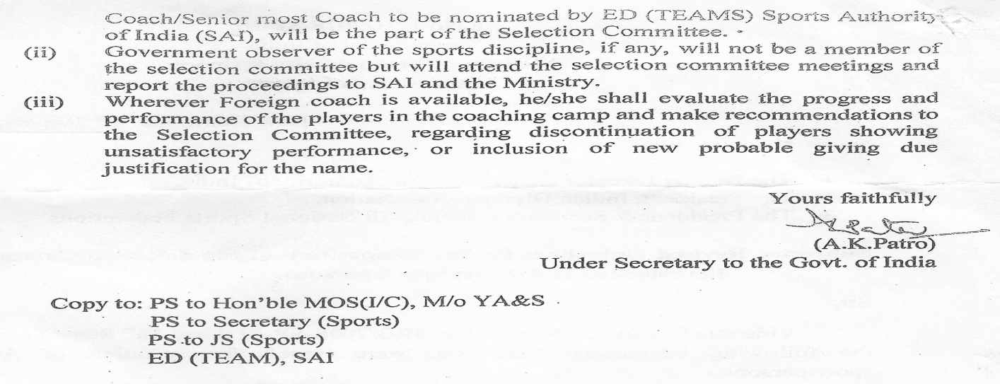 Coach/Senior most Coach to be nominated by ED (TEAMS) Sports Authority
of India (SAI), will be the part of the Selection Committee.
(ii) Government observer of the sports discipline, if any, will not be a member of
the selection committee but will attend the selection committee meetings and
report the proceedings to SAI and the Ministry.
(iii) Wherever Foreign coach is available, he/she shall evaluate the progress and
performance of the players in the coaching camp and make recommendations to
the Selection Committee, regarding discontinuation of players showing
unsatisfactory performance, or inclusion of new probable giving due
justification for the name.
Yours faithfully
(A.K.Patro)
Under Secretary to the Govt. of India
Copy to: PS to Hon'ble MOS(I/C), M/o YA&S
PS to Secretary (Sports)
PS to JS (Sports)
ED (TEAM), SAI